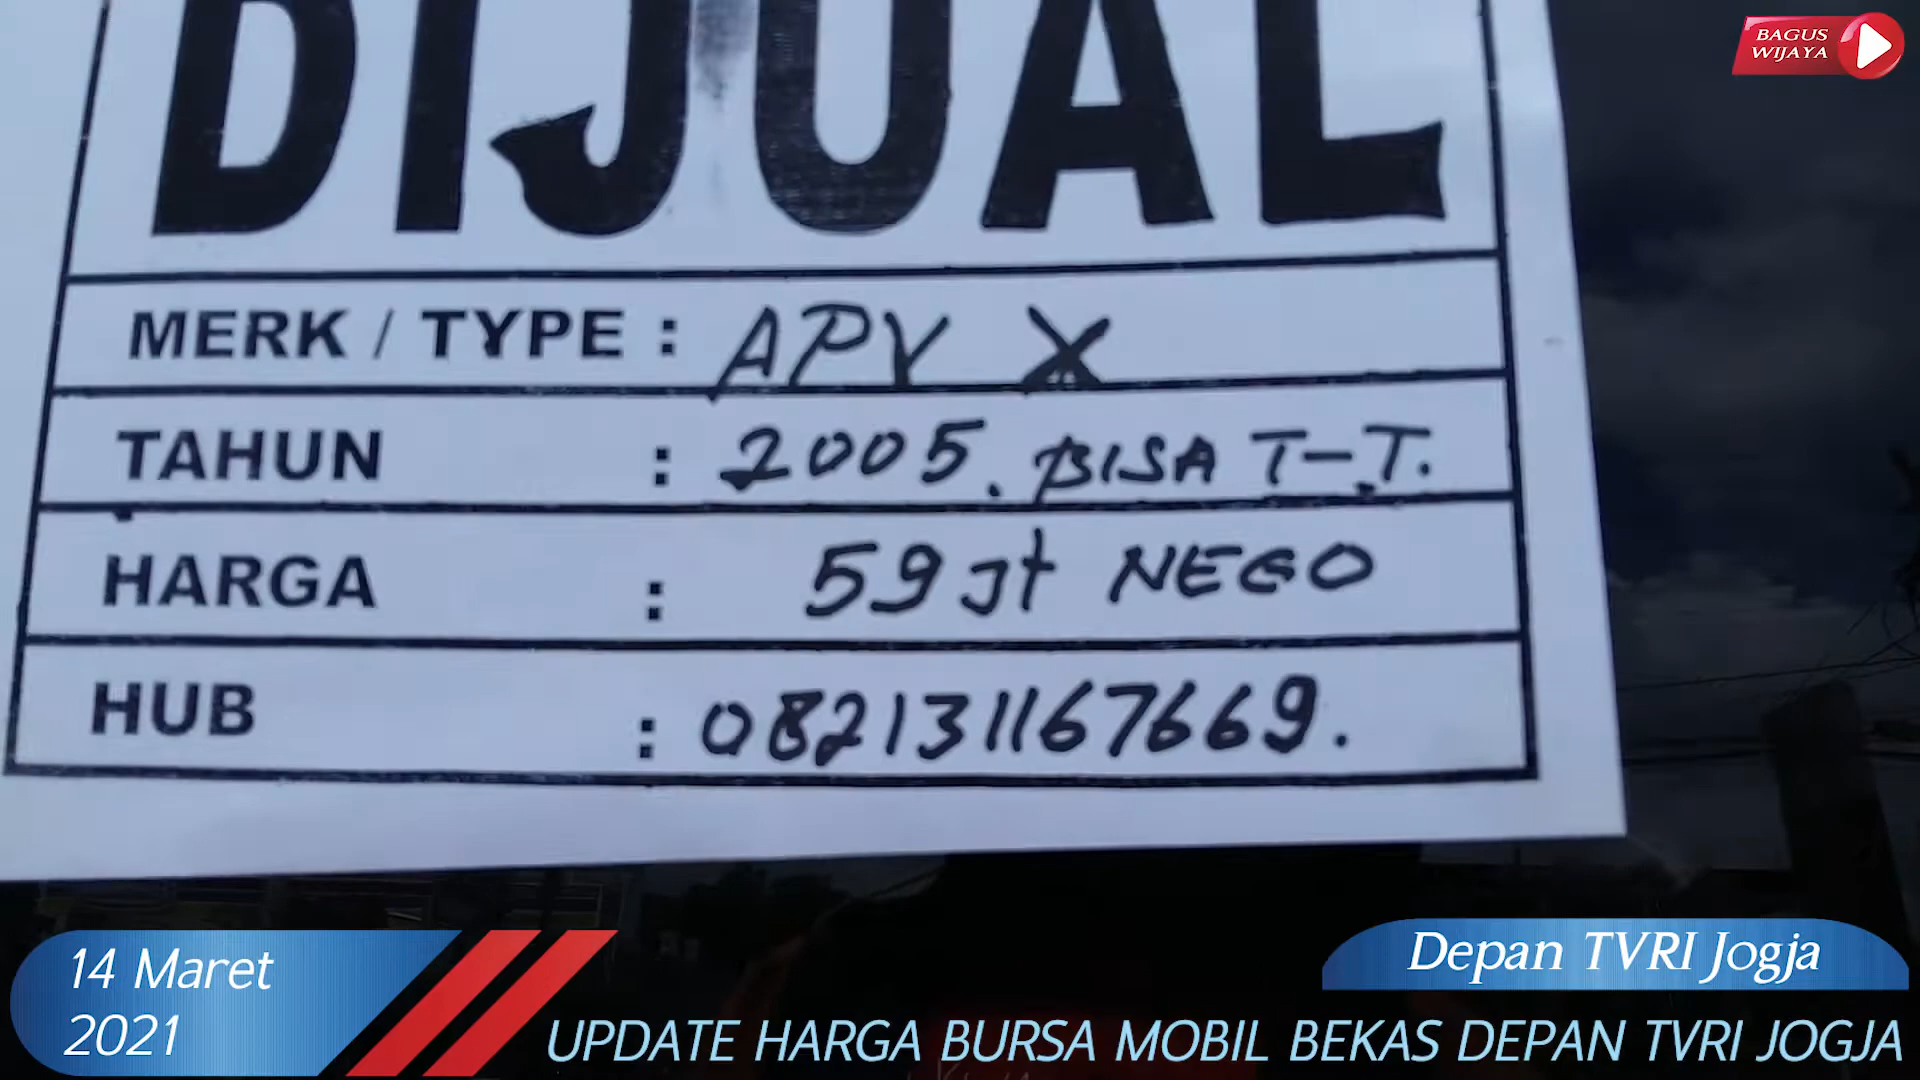 BAGUS
WIJAYA
DIJUAL
MERK / TYPE : APV X
TAHUN : 2005. BISA T-T.
HARGA : 59 Jt NEGO
HUB : 082131167669.
14 Maret
2021
Depan TVRI Jogja
UPDATE HARGA BURSA MOBIL BEKAS DEPAN TVRI JOGJA